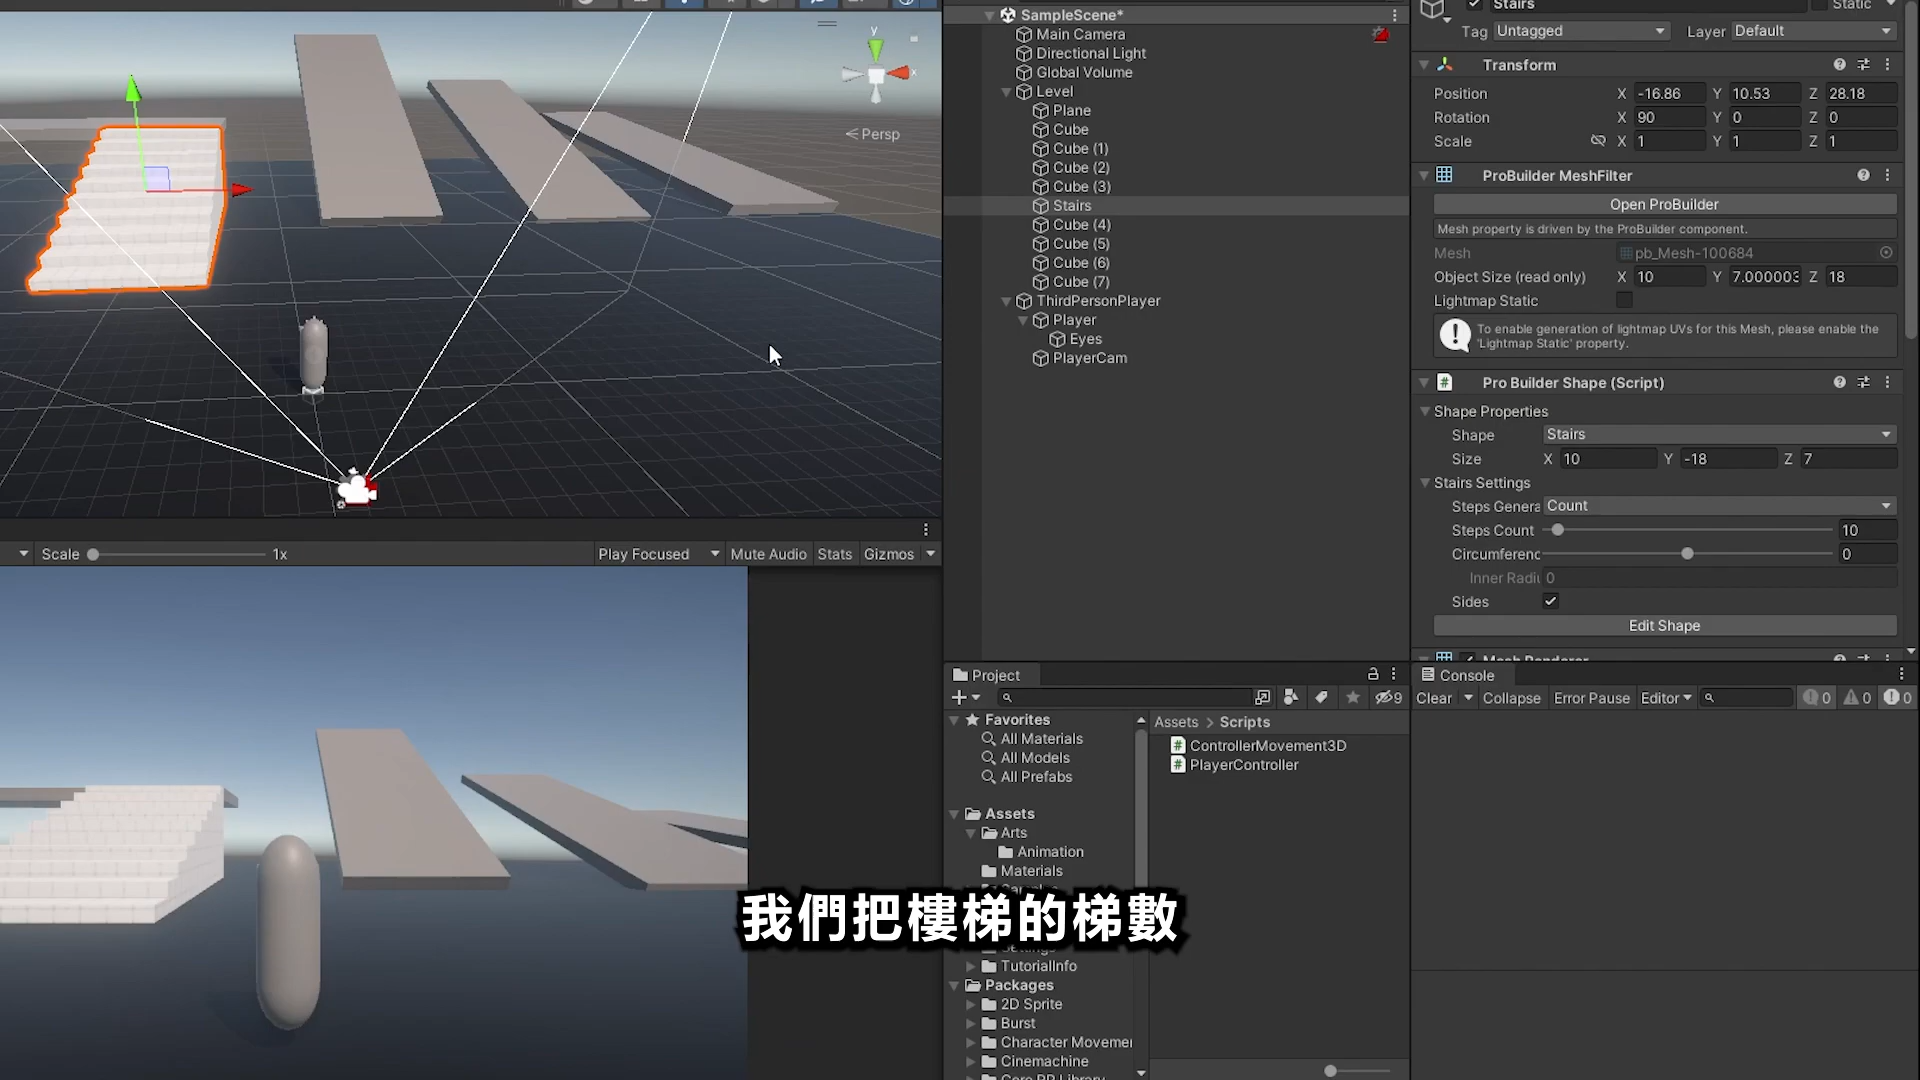 y
x
Persp
Scale 1x Play Focused Mute Audio Stats Gizmos
SampleScene*
Main Camera
Directional Light
Global Volume
Level
Plane
Cube
Cube (1)
Cube (2)
Cube (3)
Stairs
Cube (4)
Cube (5)
Cube (6)
Cube (7)
ThirdPersonPlayer
Player
Eyes
PlayerCam
Stairs Static
Tag Untagged Layer Default
Transform
Position X -16.86 Y 10.53 Z 28.18
Rotation X 90 Y 0 Z 0
Scale X 1 Y 1 Z 1
ProBuilder MeshFilter
Open ProBuilder
Mesh property is driven by the ProBuilder component.
Mesh pb_Mesh-100684
Object Size (read only) X 10 Y 7.000003 Z 18
Lightmap Static
To enable generation of lightmap UVs for this Mesh, please enable the
'Lightmap Static' property.
Pro Builder Shape (Script)
Shape Properties
Shape Stairs
Size X 10 Y -18 Z 7
Stairs Settings
Steps Genera Count
Steps Count 10
Circumferenc 0
Inner Radi 0
Sides
Edit Shape
Mesh Renderer
Project
9
Favorites
All Materials
All Models
All Prefabs
Assets
Arts
Animation
Materials
Settings
TutorialInfo
Packages
2D Sprite
Burst
Character Movemer
Cinemachine
Core RP Library
Assets > Scripts
ControllerMovement3D
PlayerController
Console
Clear Collapse Error Pause Editor 0 0 0
我們把樓梯的梯數